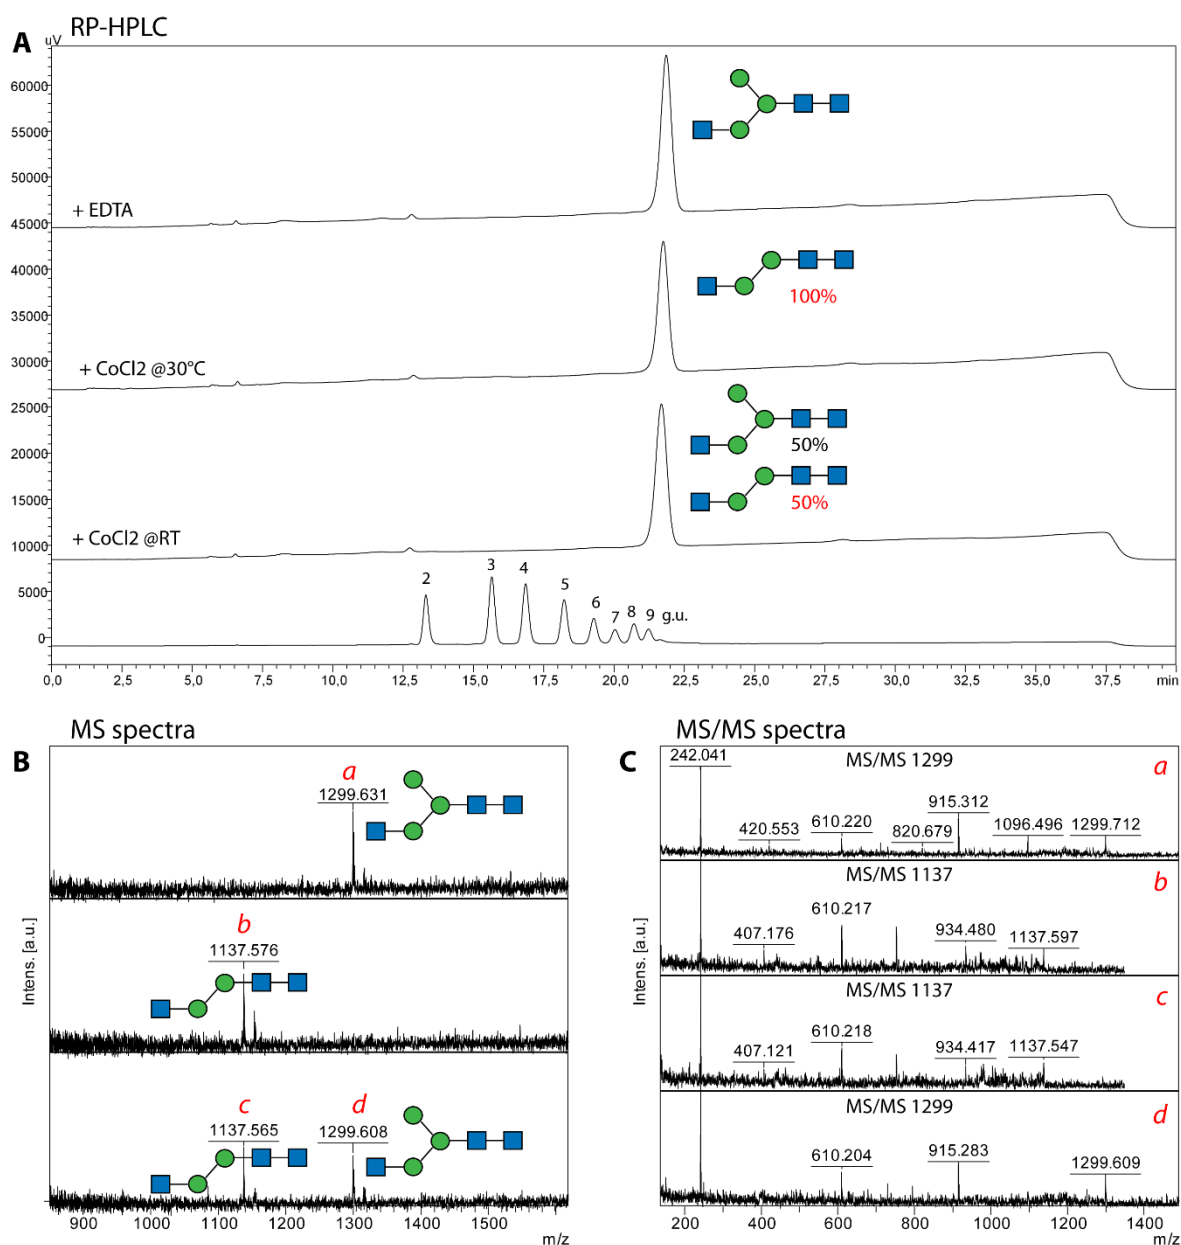 A
RP-HPLC
uV
60000
55000
50000
45000
40000
35000
30000
25000
20000
15000
10000
5000
0
+ EDTA
100%
+ CoCl2 @30°C
50%
50%
+ CoCl2 @RT
2 3 4 5 6 7 8 9 g.u.
0,0 2,5 5,0 7,5 10,0 12,5 15,0 17,5 20,0 22,5 25,0 27,5 30,0 32,5 35,0 37,5 min
B
MS spectra
a
1299.631
b
1137.576
c
1137.565
d
1299.608
Intens. [a.u.]
900 1000 1100 1200 1300 1400 1500
m/z
C
MS/MS spectra
242.041
MS/MS 1299
a
420.553
610.220
820.679
915.312
1096.496
1299.712
MS/MS 1137
b
407.176
610.217
934.480
1137.597
MS/MS 1137
c
407.121
610.218
934.417
1137.547
MS/MS 1299
d
610.204
915.283
1299.609
Intens. [a.u.]
200 400 600 800 1000 1200 1400
m/z